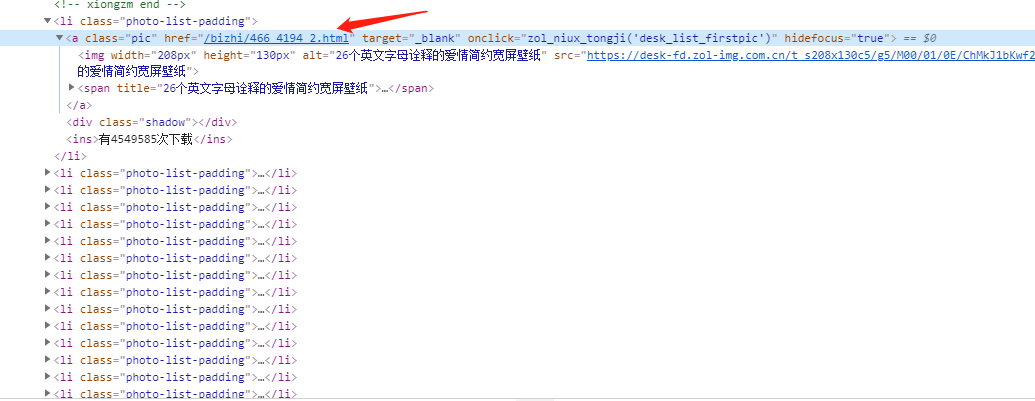 <!-- xiongzm end -->
▼<li class="photo-list-padding">
▼<a class="pic" href="/bizhi/466_4194_2.html" target="_blank" onclick="zol_niux_tongji('desk_list_firstpic')" hidefocus="true"> == $0
<img width="208px" height="130px" alt="26个英文字母诠释的爱情简约宽屏壁纸" src="https://desk-fd.zol-img.com.cn/t_s208x130c5/g5/M00/01/0E/ChMkJ1bKwf2
的爱情简约宽屏壁纸">
▶<span title="26个英文字母诠释的爱情简约宽屏壁纸">…</span>
</a>
<div class="shadow"></div>
<ins>有4549585次下载</ins>
</li>
▶<li class="photo-list-padding">…</li>
▶<li class="photo-list-padding">…</li>
▶<li class="photo-list-padding">…</li>
▶<li class="photo-list-padding">…</li>
▶<li class="photo-list-padding">…</li>
▶<li class="photo-list-padding">…</li>
▶<li class="photo-list-padding">…</li>
▶<li class="photo-list-padding">…</li>
▶<li class="photo-list-padding">…</li>
▶<li class="photo-list-padding">…</li>
▶<li class="photo-list-padding">…</li>
▶<li class="photo-list-padding">…</li>
▶<li class="photo-list-padding">…</li>
▶<li class="photo-list-padding">…</li>